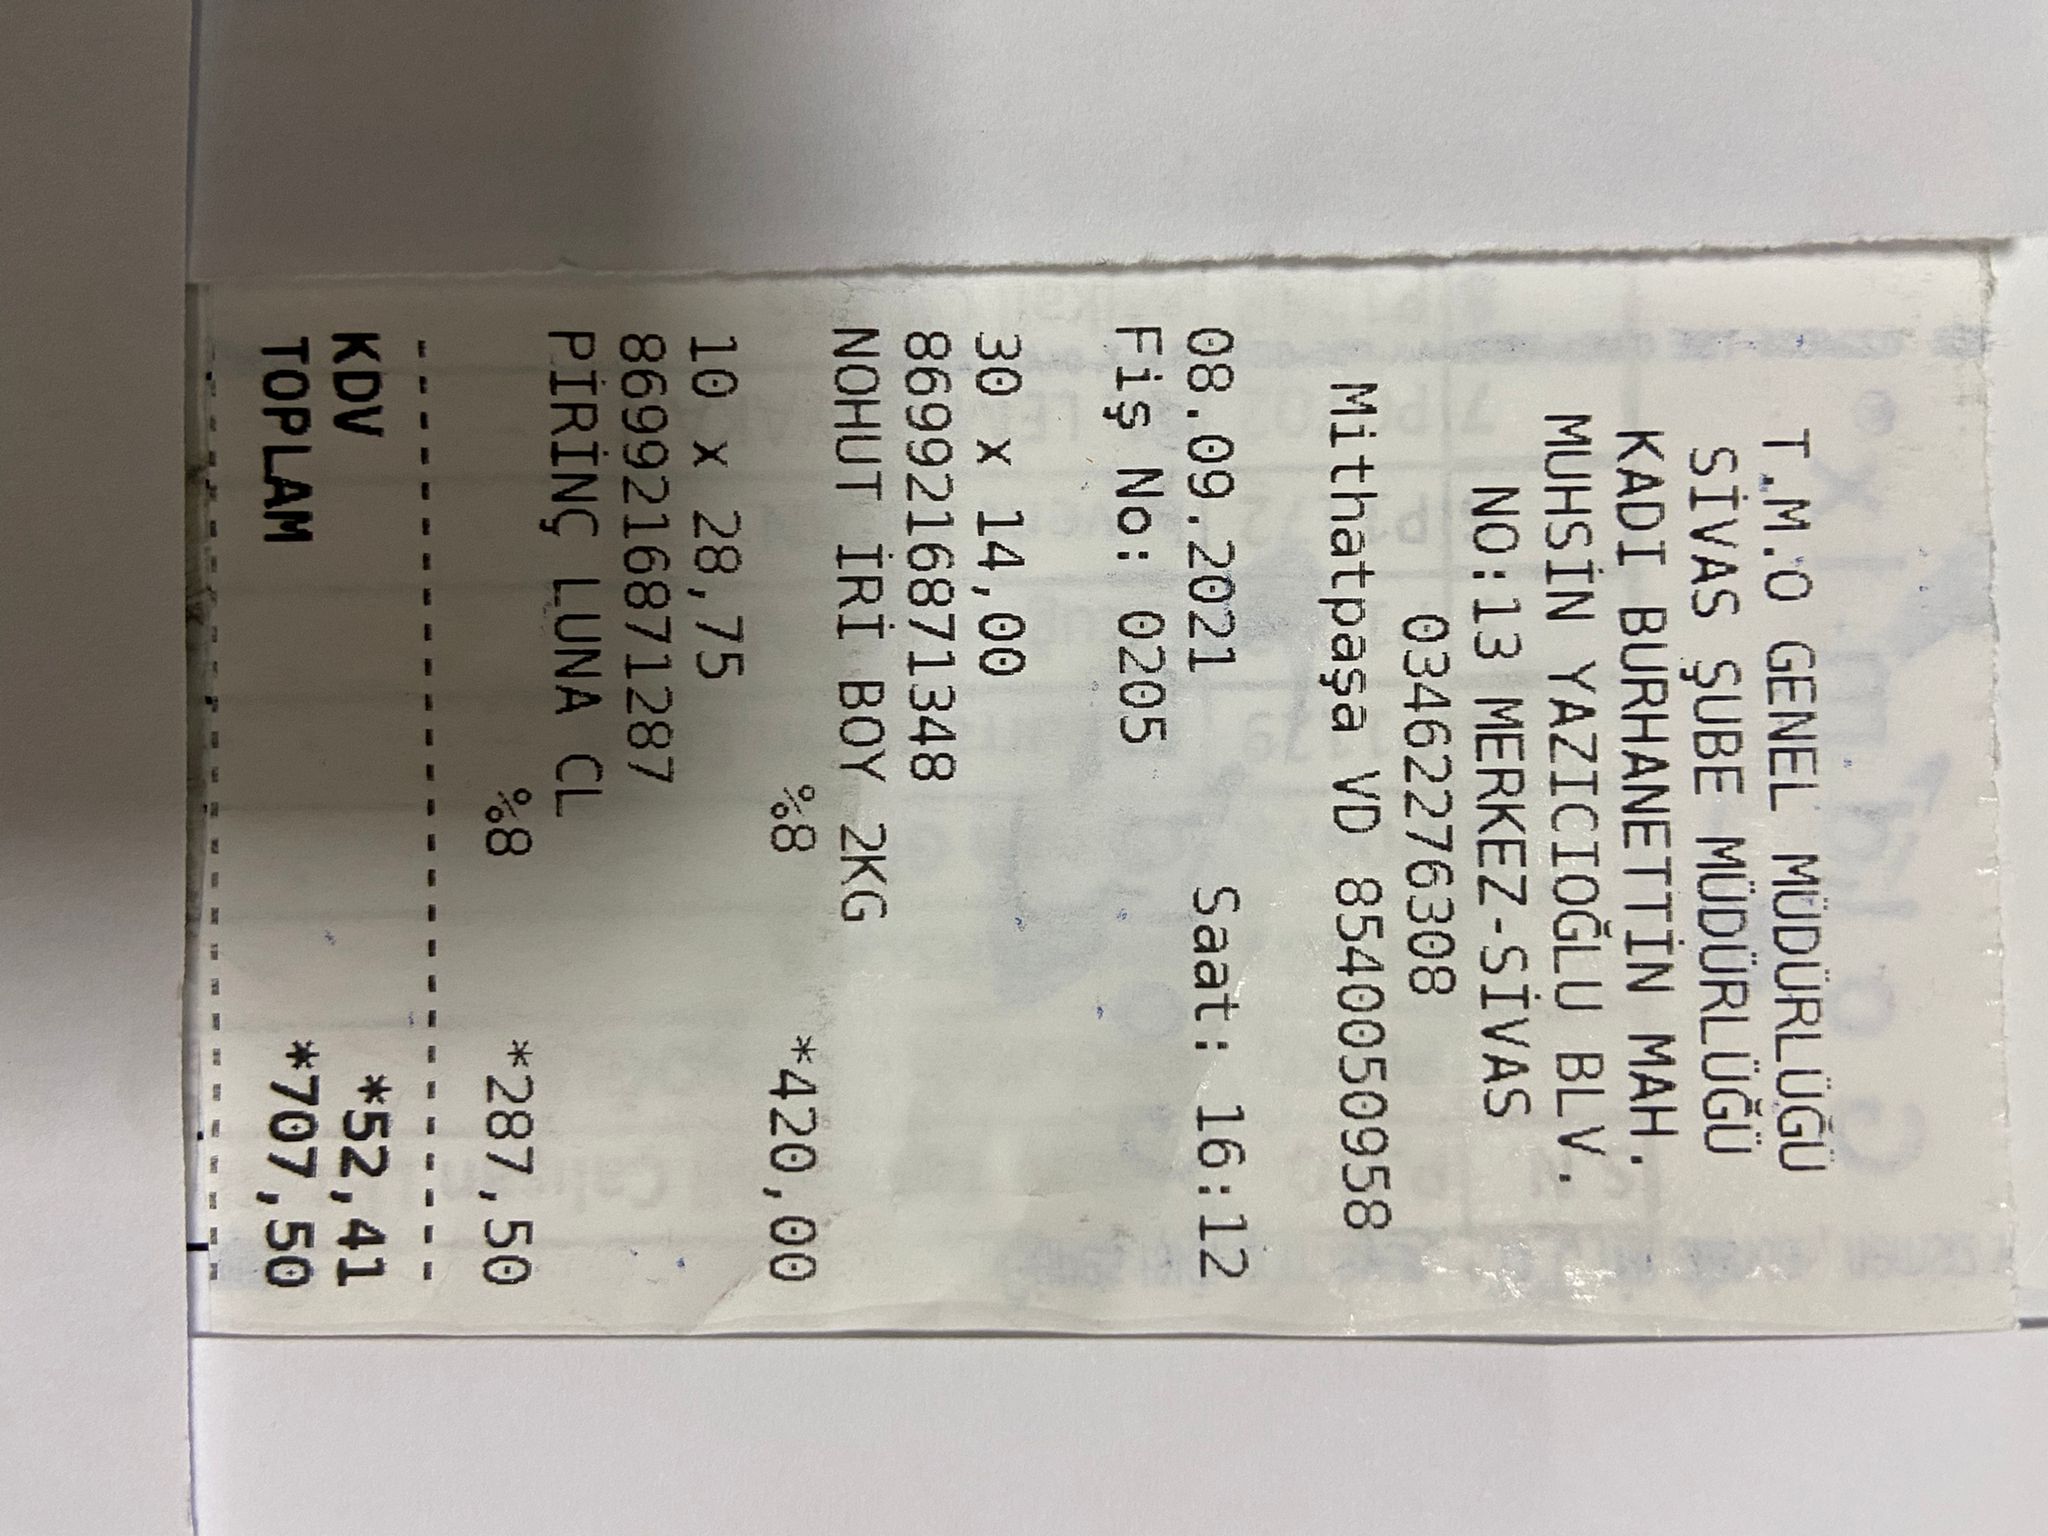 T.M.O GENEL MÜDÜRLÜĞÜ
SİVAS ŞUBE MÜDÜRLÜĞÜ
KADI BURHANETTİN MAH.
MUHSİN YAZICIOĞLU BLV.
NO:13 MERKEZ-SİVAS
03462276308
Mithatpaşa VD 8540050958
08.09.2021 Saat: 16:12
Fiş No: 0205
30 x 14,00
8699216871348
NOHUT İRİ BOY 2KG
%8 *420,00
10 x 28,75
8699216871287
PİRİNÇ LUNA CL
%8 *287,50
KDV *52,41
TOPLAM *707,50